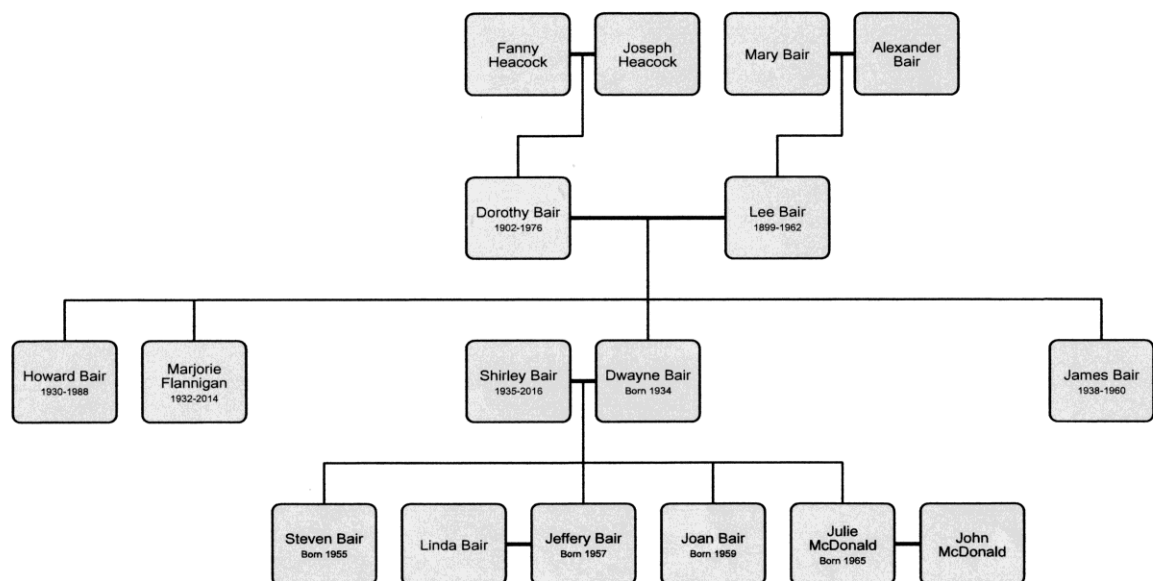 Fanny
Heacock
Joseph
Heacock
Mary Bair
Alexander
Bair
Dorothy Bair
1902-1976
Lee Bair
1899-1962
Howard Bair
1930-1988
Marjorie
Flannigan
1932-2014
Shirley Bair
1935-2016
Dwayne Bair
Born 1934
James Bair
1938-1960
Steven Bair
Born 1955
Linda Bair
Jeffery Bair
Born 1957
Joan Bair
Born 1959
Julie
McDonald
Born 1965
John
McDonald